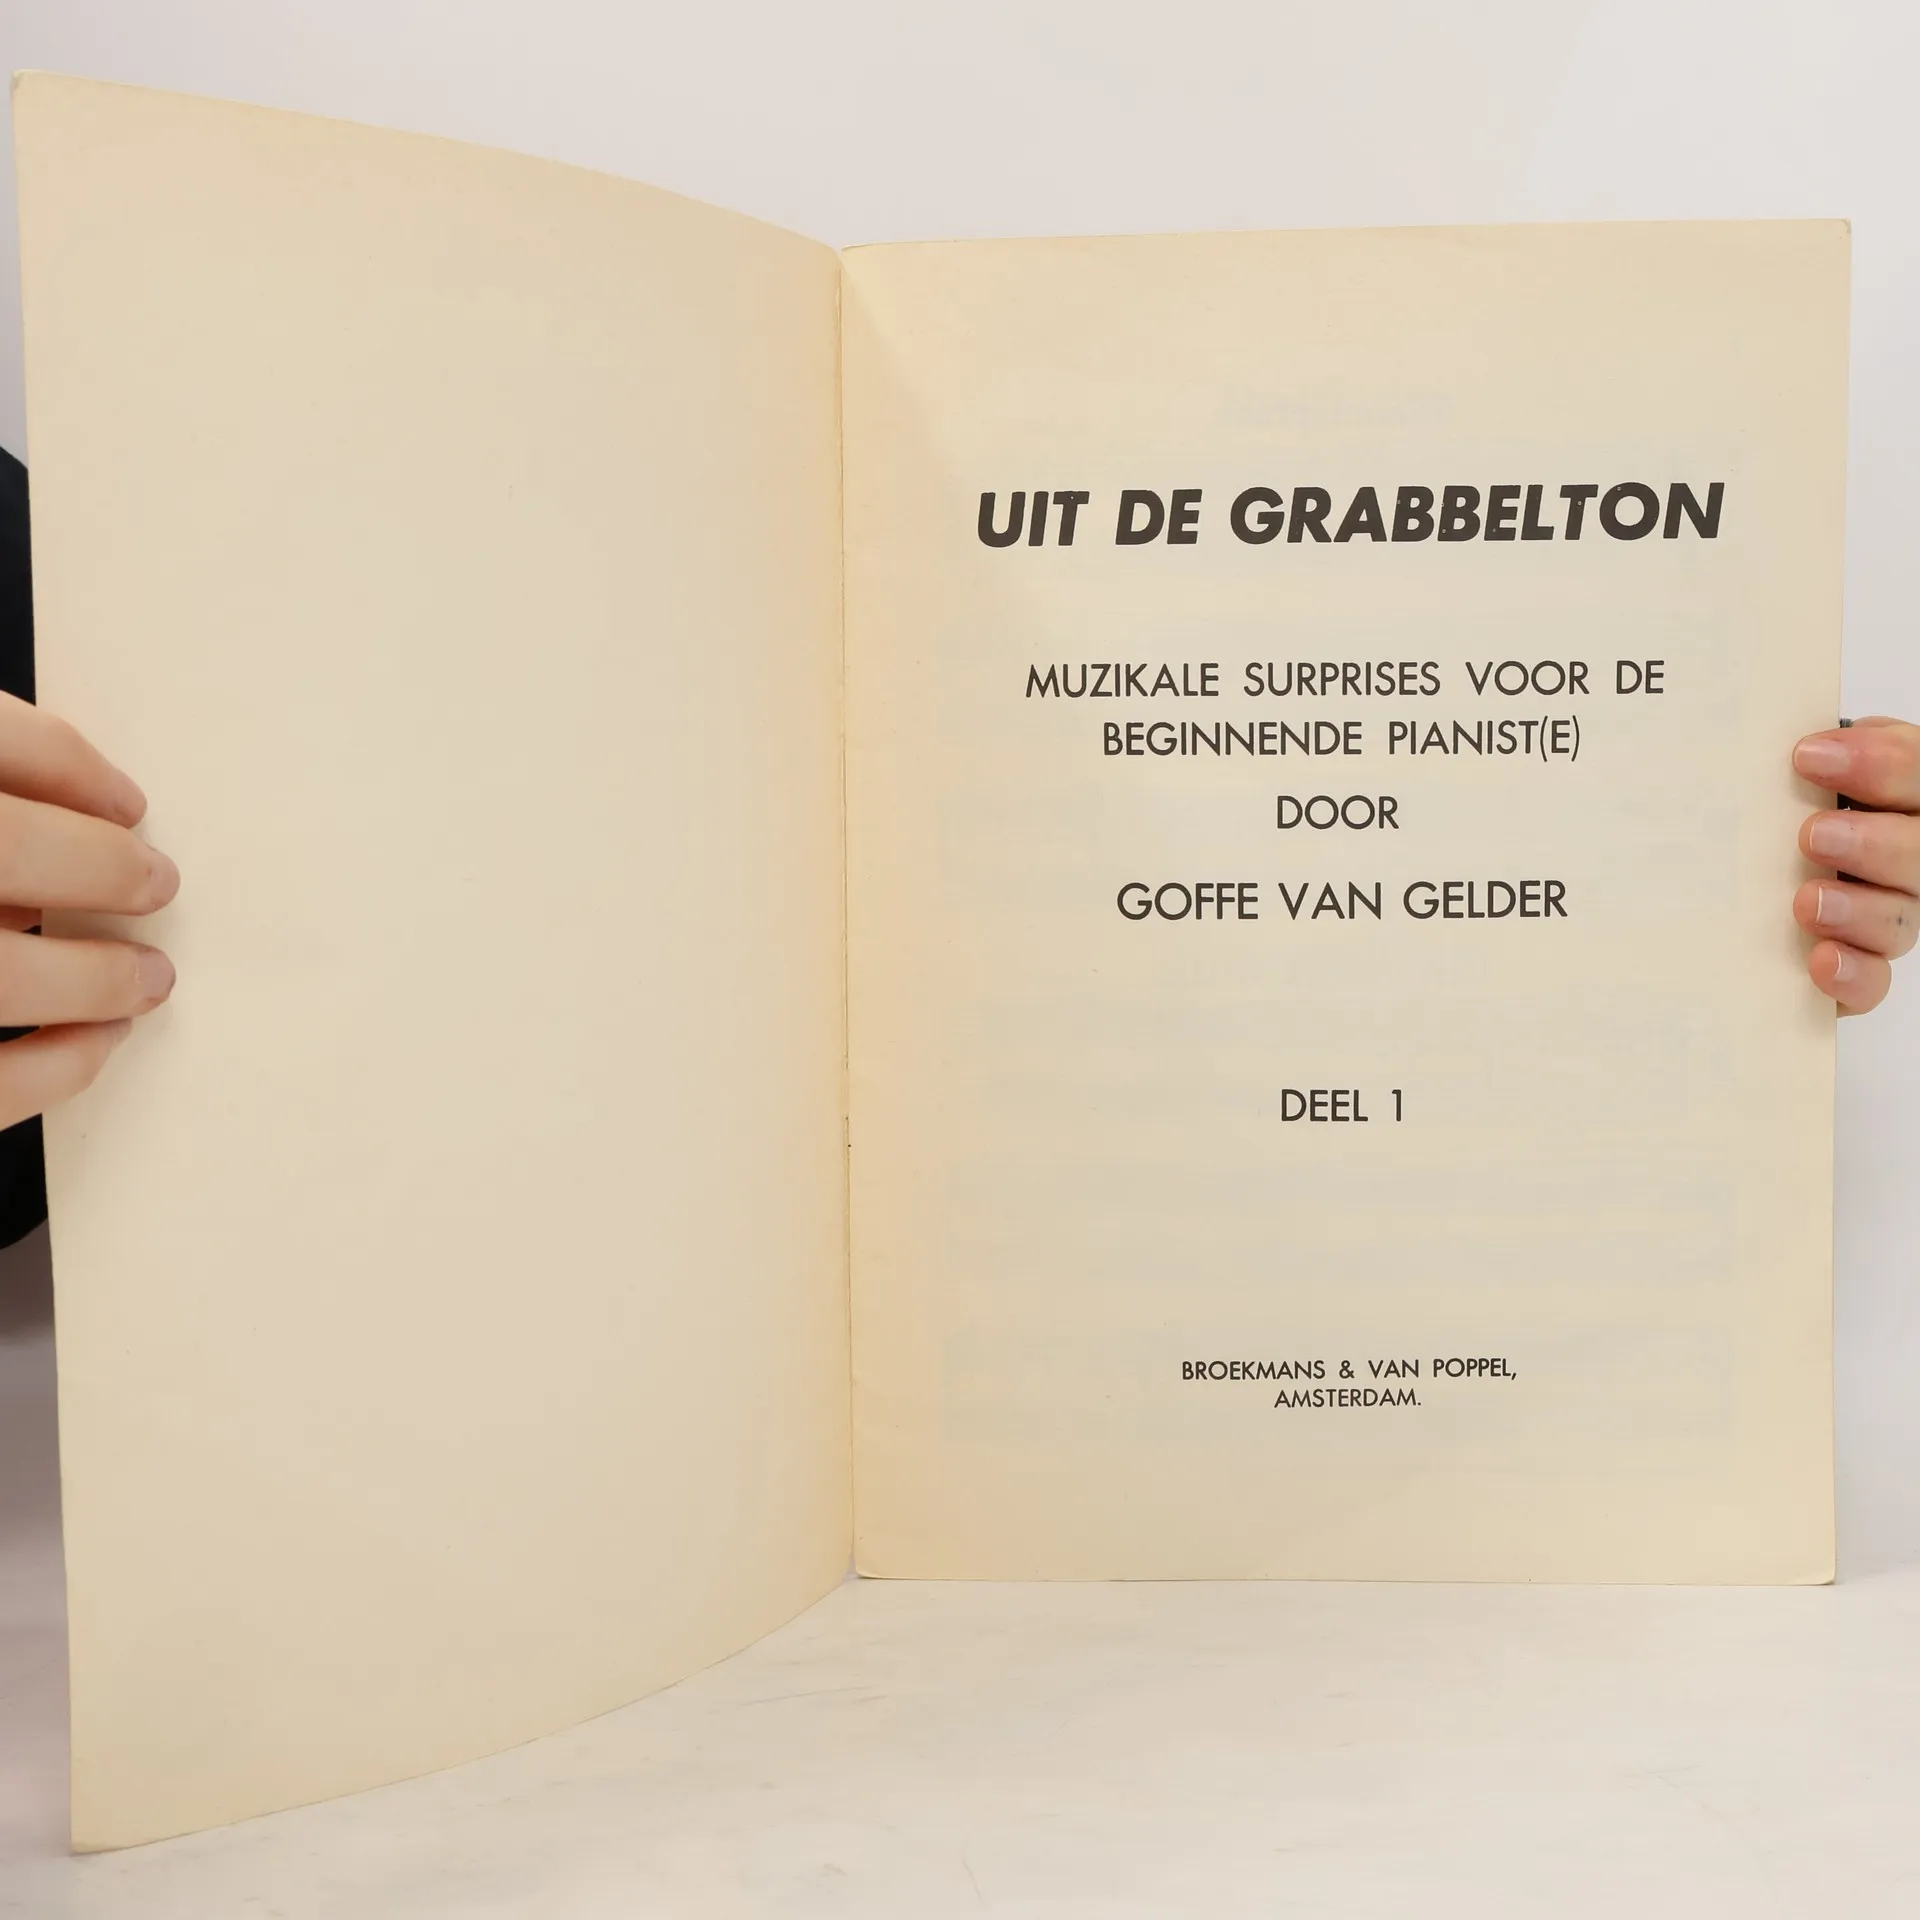 UIT DE GRABBELTON
MUZIKALE SURPRISES VOOR DE
BEGINNENDE PIANIST(E)
DOOR
GOFFE VAN GELDER
DEEL 1
BROEKMANS & VAN POPPEL,
AMSTERDAM.